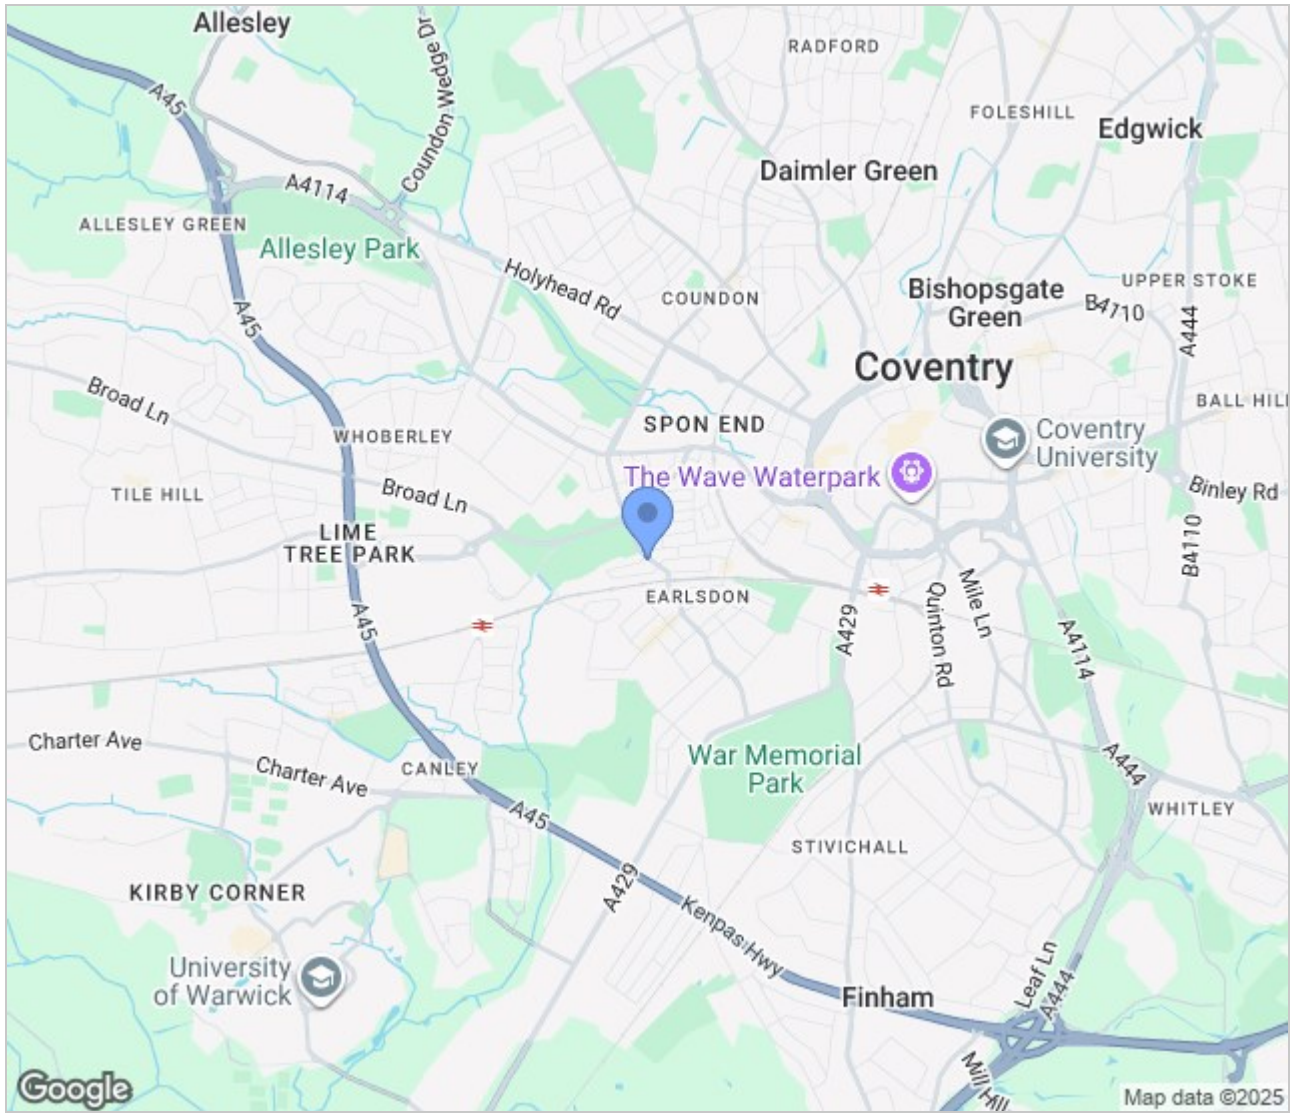 Allesley
Coundon Wedge Dr
RADFORD
A45
FOLESHILL
Edgwick
Daimler Green
A4114
ALLESLEY GREEN
Allesley Park
Holyhead Rd
COUNDON
Bishopsgate
Green
B4110
UPPER STOKE
A45
A444
Coventry
Broad Ln
BALL HILL
SPON END
WHOBERLEY
Coventry
University
The Wave Waterpark
TILE HILL
Broad Ln
Binley Rd
LIME
TREE PARK
B4110
EARLSDON
Mile Ln
Quinton Rd
A429
A45
A4114
Charter Ave
War Memorial
Park
Charter Ave
CANLEY
A444
A45
WHITLEY
STIVICHALL
KIRBY CORNER
A429
Kenpas Hwy
University
of Warwick
Leaf Ln
A444
Finham
Mill Hill
Google
Map data ©2025